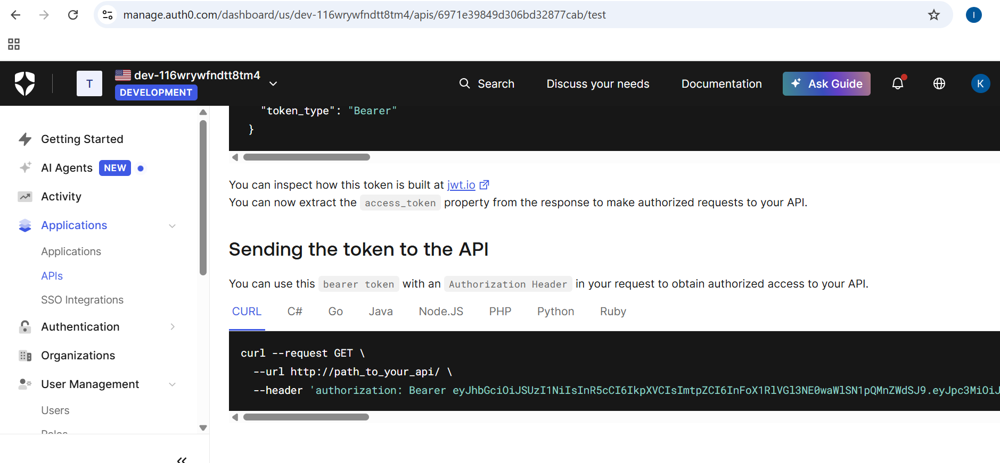 manage.auth0.com/dashboard/us/dev-116wrywfndtt8tm4/apis/6971e39849d306bd32877cab/test
I
T
dev-116wrywfndtt8tm4
DEVELOPMENT
Search
Discuss your needs
Documentation
Ask Guide
K
Getting Started
AI Agents NEW
Activity
Applications
Applications
APIs
SSO Integrations
Authentication
Organizations
User Management
Users
Roles
"token_type": "Bearer"
}
You can inspect how this token is built at jwt.io
You can now extract the access_token property from the response to make authorized requests to your API.
Sending the token to the API
You can use this bearer token with an Authorization Header in your request to obtain authorized access to your API.
CURL C# Go Java Node.JS PHP Python Ruby
curl --request GET \
--url http://path_to_your_api/ \
--header 'authorization: Bearer eyJhbGciOiJSUzI1NiIsInR5cCI6IkpXVCIsImtpZCI6InFoX1RlVGl3NE0waWlSN1pQMnZWdSJ9.eyJpc3MiOiJ